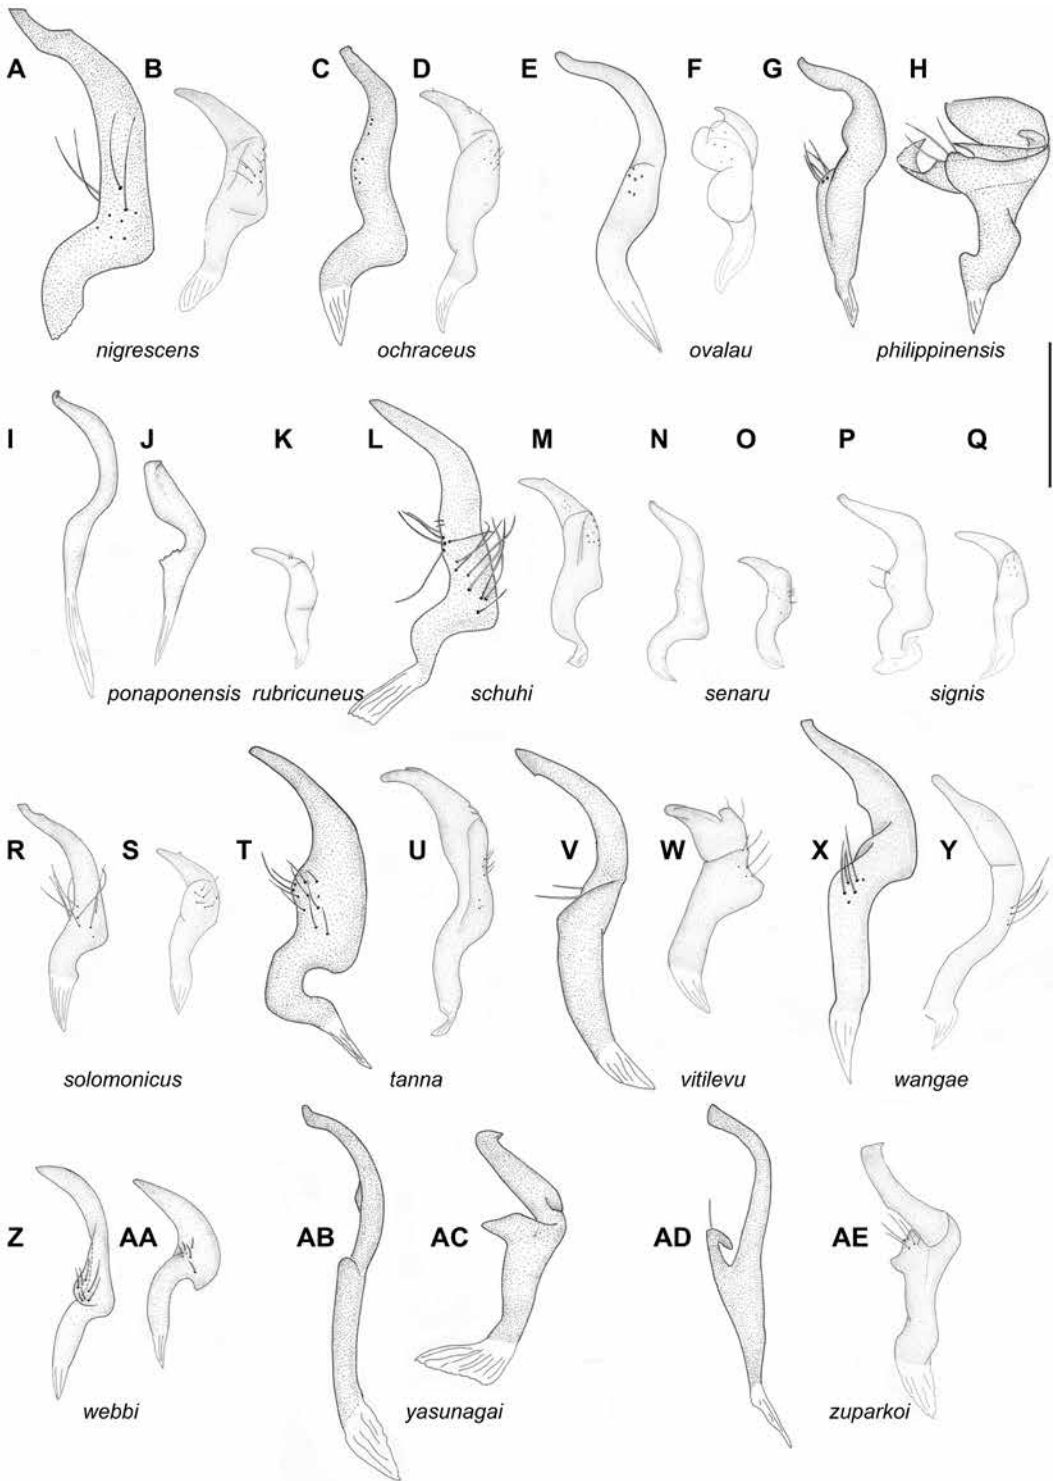 A B C D E F G H
nigrescens ochraceus ovalau philippinensis
I J K L M N O P Q
ponaponensis rubricuneus schuhi senaru signis
R S T U V W X Y
solomonicus tanna vitilevu wangae
Z AA AB AC AD AE
webbi yasunagai zuparkoi